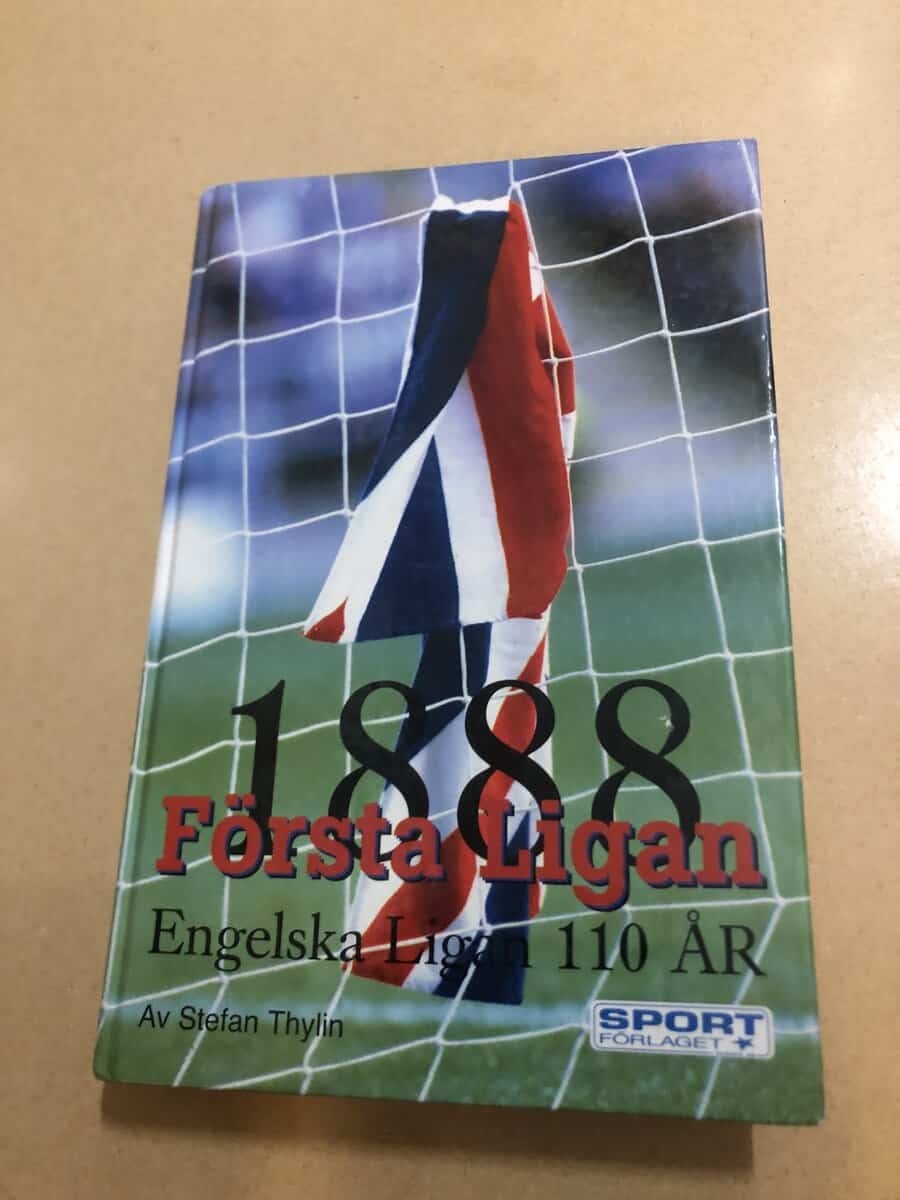 1888
Första Ligan
Engelska Ligan 110 ÅR
Av Stefan Thylin
SPORT
FÖRLAGET